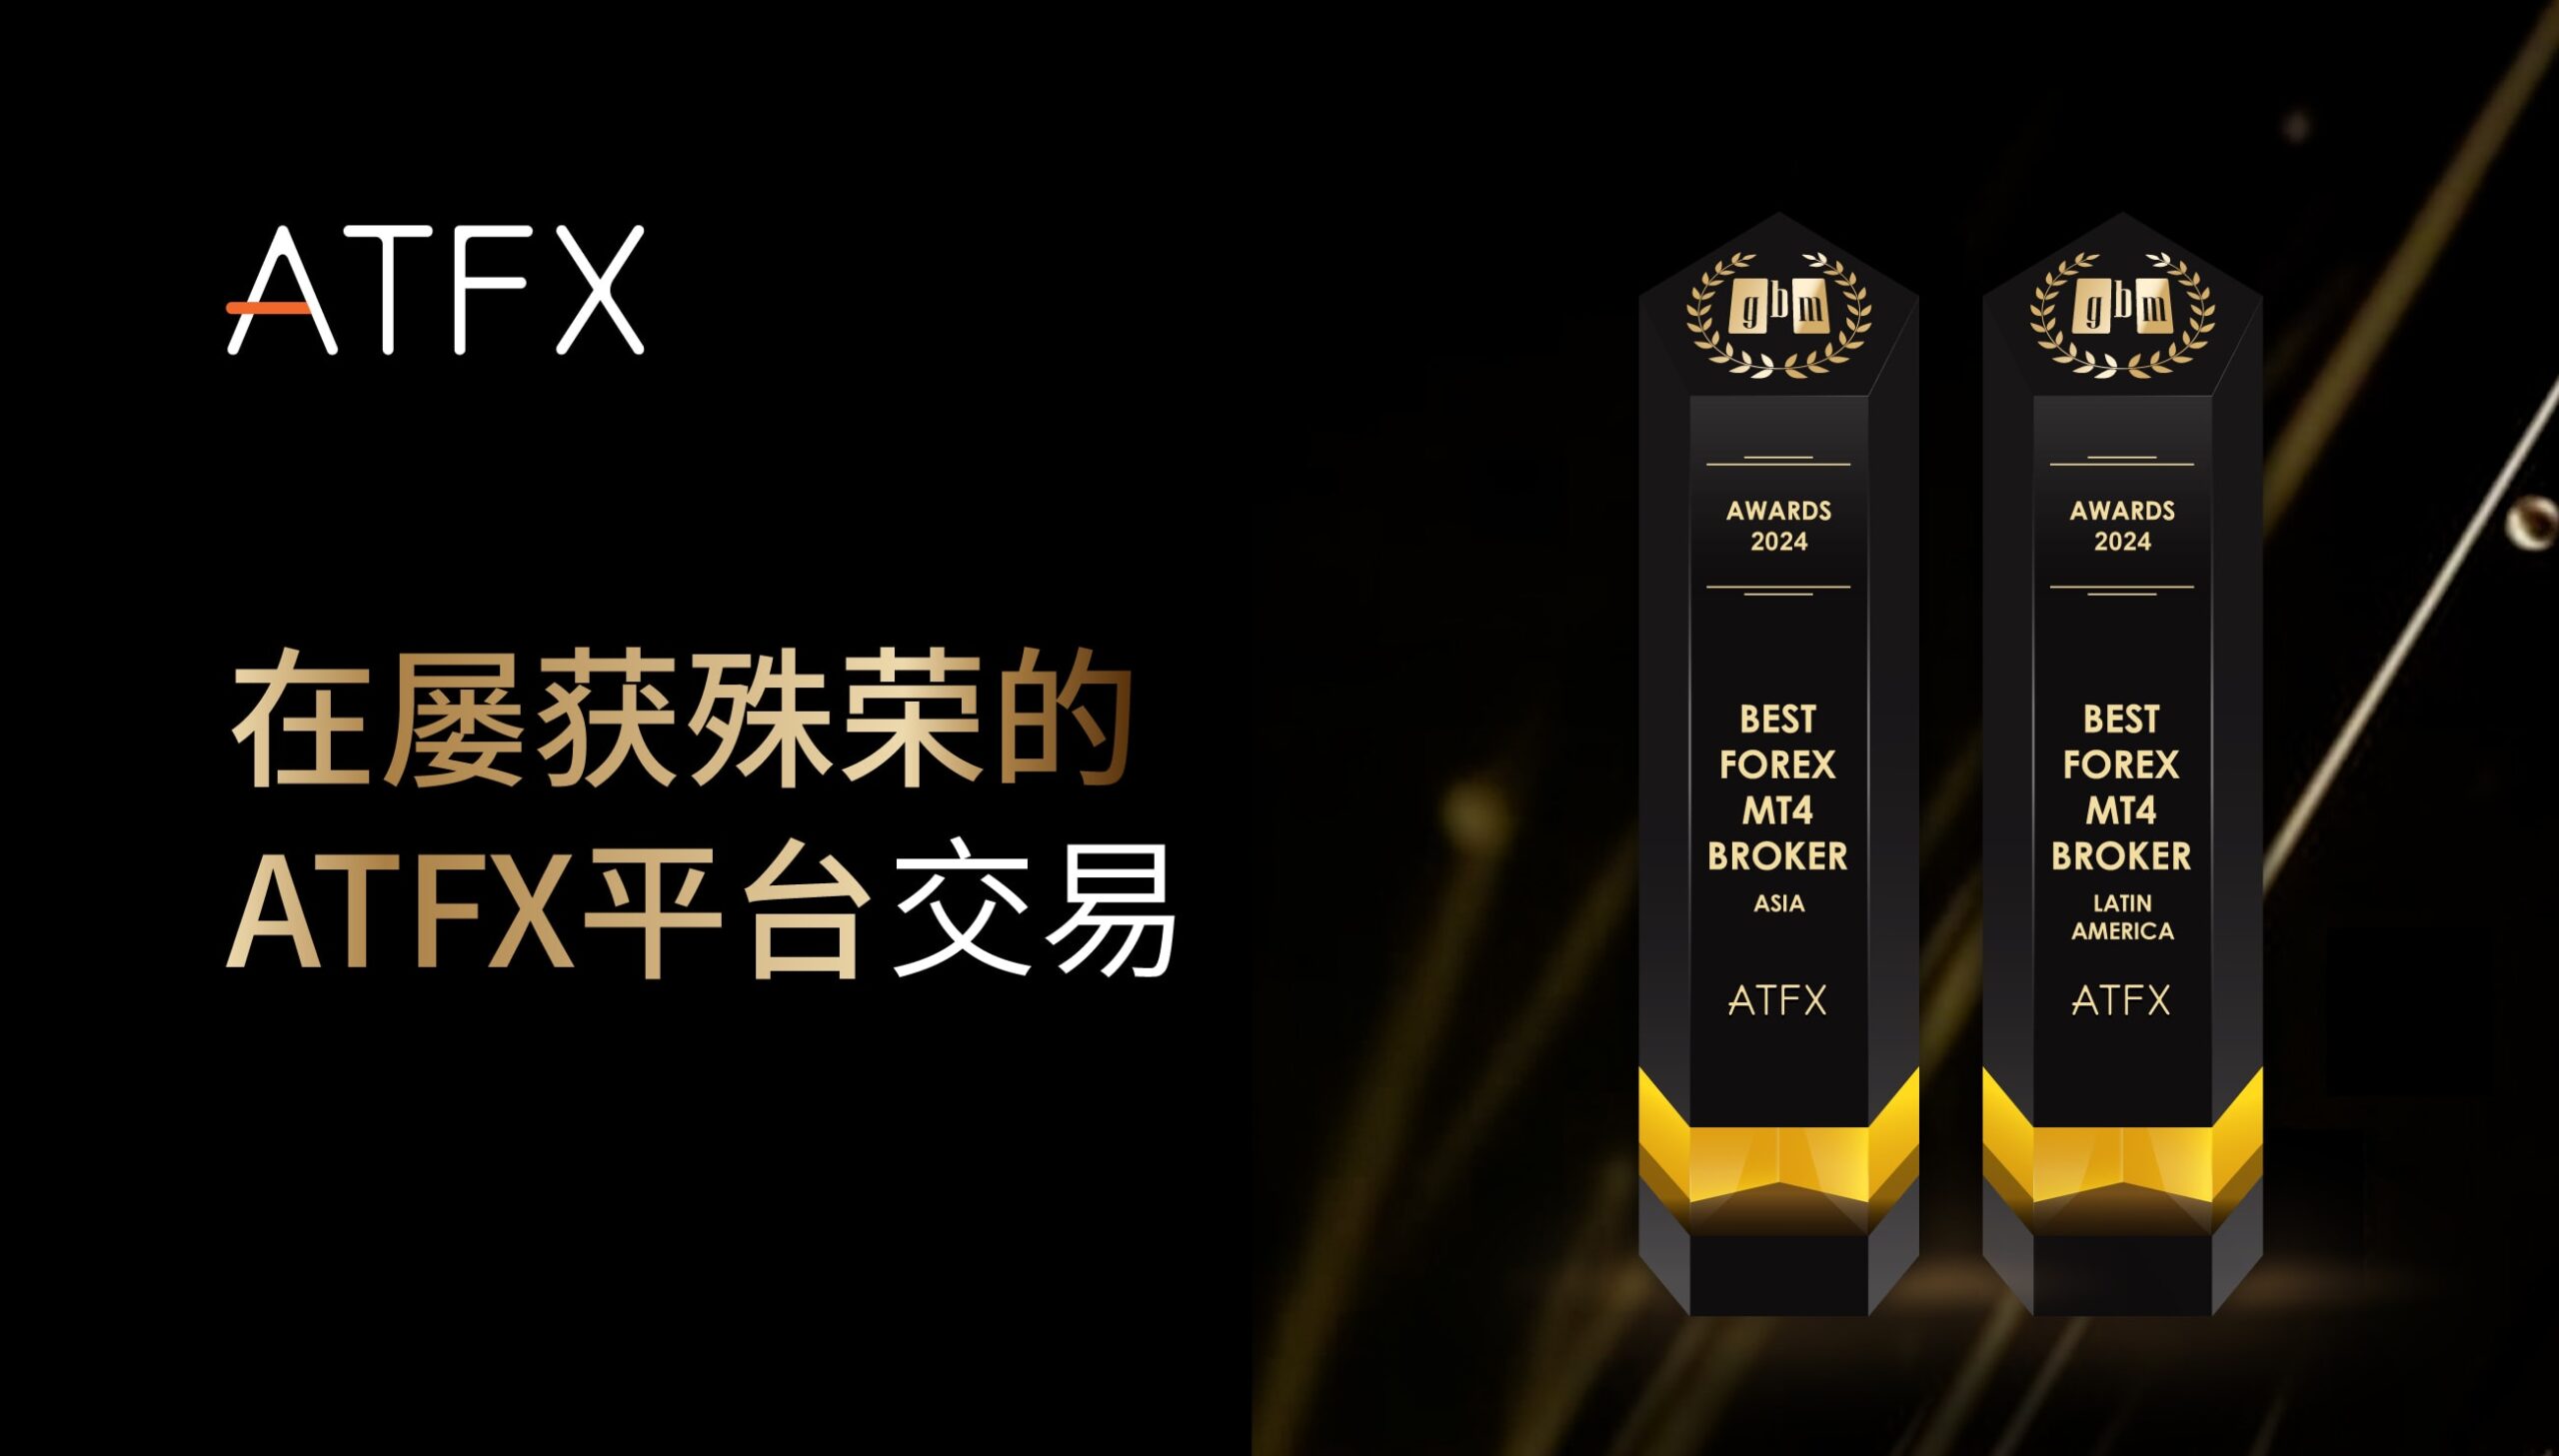 ATFX
在屡获殊荣的
ATFX平台交易
gbm
AWARDS
2024
BEST
FOREX
MT4
BROKER
ASIA
ATFX
gbm
AWARDS
2024
BEST
FOREX
MT4
BROKER
LATIN
AMERICA
ATFX